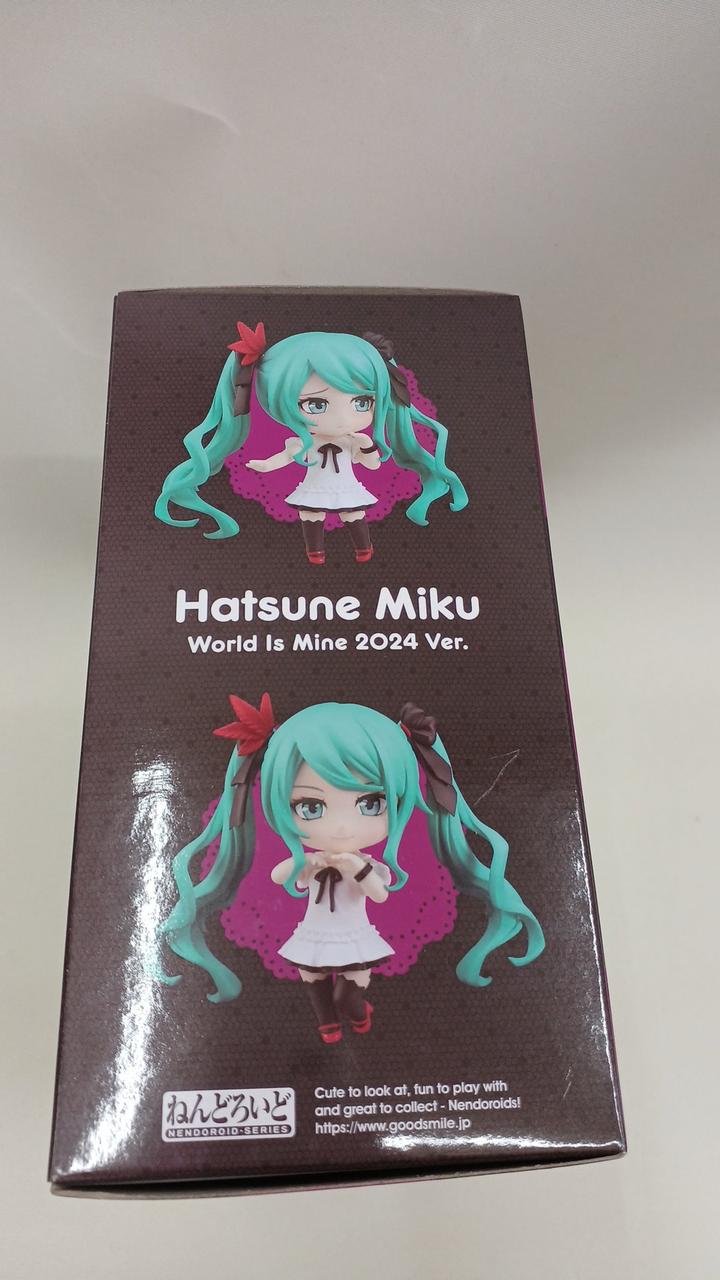 Hatsune Miku
World Is Mine 2024 Ver.
ねんどろいど
NENDOROID-SERIES
Cute to look at, fun to play with
and great to collect - Nendoroids!
https://www.goodsmile.jp